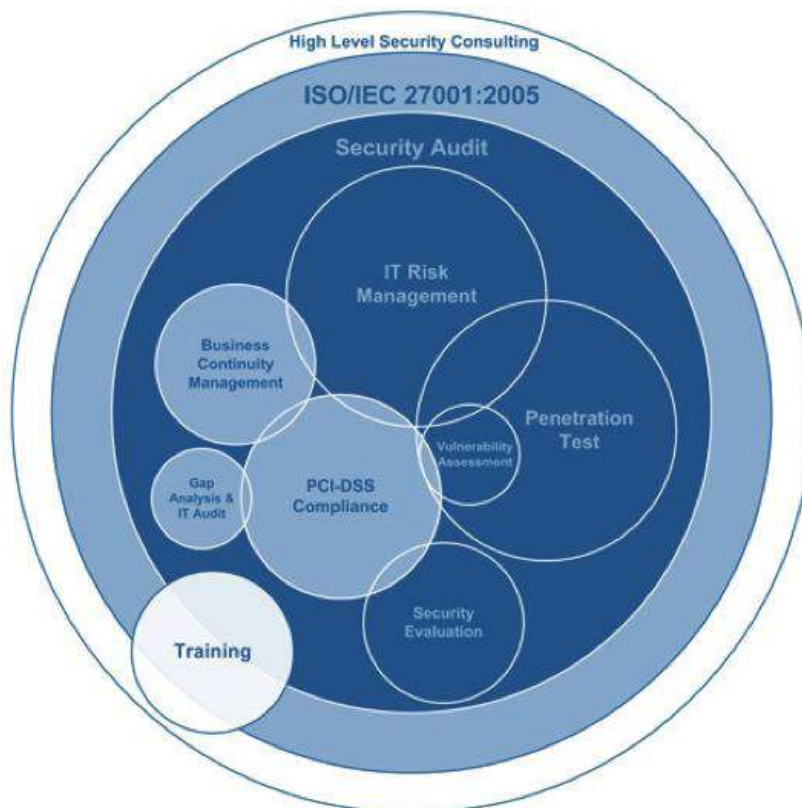 High Level Security Consulting
ISO/IEC 27001:2005
Security Audit
IT Risk
Management
Business
Continuity
Management
Penetration
Test
Vulnerability
Assessment
Gap
Analysis &
IT Audit
PCI-DSS
Compliance
Security
Evaluation
Training